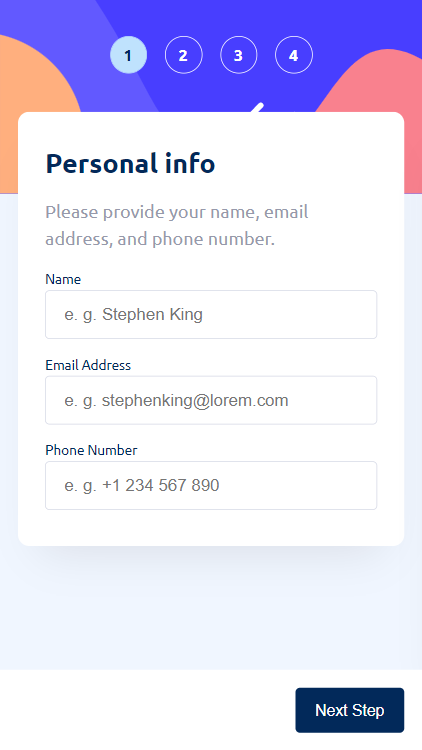 1 2 3 4
Personal info
Please provide your name, email
address, and phone number.
Name
e. g. Stephen King
Email Address
e. g. stephenking@lorem.com
Phone Number
e. g. +1 234 567 890
Next Step